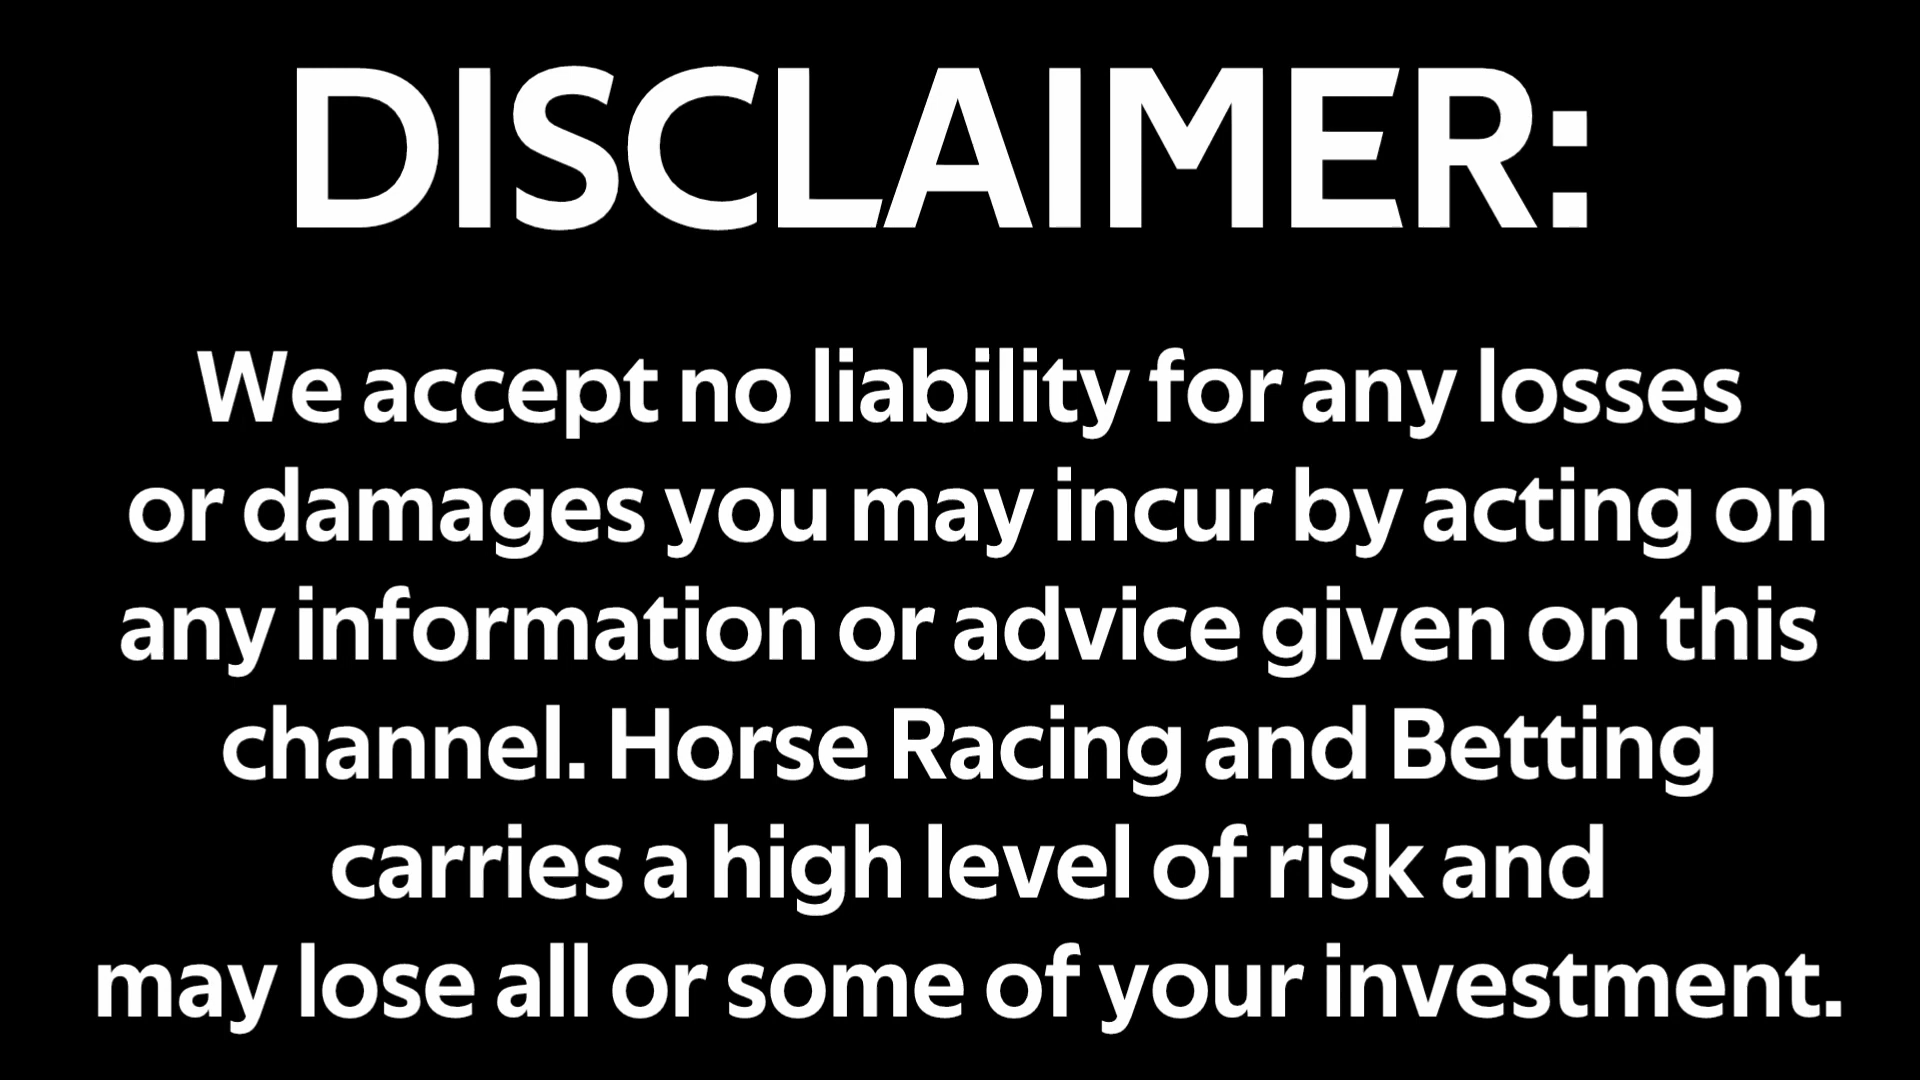 DISCLAIMER:
We accept no liability for any losses
or damages you may incur by acting on
any information or advice given on this
channel. Horse Racing and Betting
carries a high level of risk and
may lose all or some of your investment.